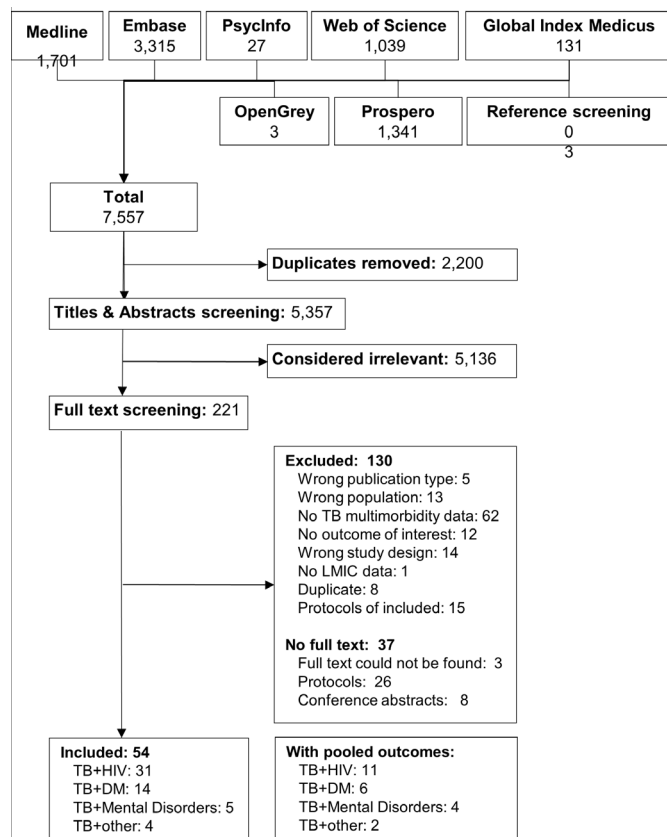 Medline
1,701
Embase
3,315
PsycInfo
27
Web of Science
1,039
Global Index Medicus
131
OpenGrey
3
Prospero
1,341
Reference screening
0
3
Total
7,557
Duplicates removed: 2,200
Titles & Abstracts screening: 5,357
Considered irrelevant: 5,136
Full text screening: 221
Excluded: 130
Wrong publication type: 5
Wrong population: 13
No TB multimorbidity data: 62
No outcome of interest: 12
Wrong study design: 14
No LMIC data: 1
Duplicate: 8
Protocols of included: 15
No full text: 37
Full text could not be found: 3
Protocols: 26
Conference abstracts: 8
Included: 54
TB+HIV: 31
TB+DM: 14
TB+Mental Disorders: 5
TB+other: 4
With pooled outcomes:
TB+HIV: 11
TB+DM: 6
TB+Mental Disorders: 4
TB+other: 2